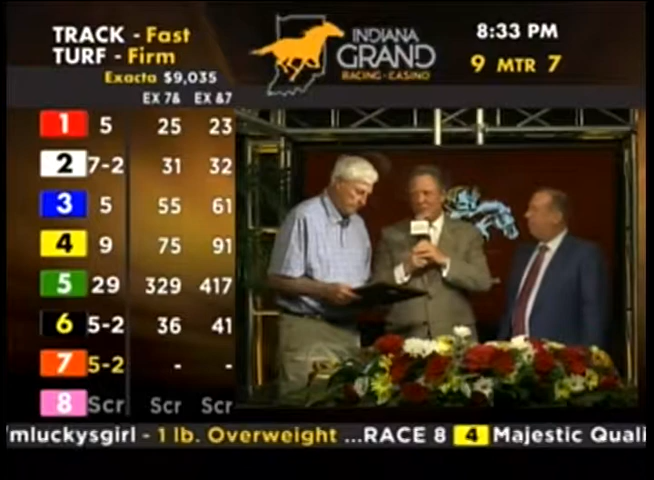 TRACK - Fast
TURF - Firm
INDIANA
GRAND
RACING • CASINO
8:33 PM
9 MTR 7
Exacta $9,035
EX 7& EX &7
1 5 25 23
2 7-2 31 32
3 5 55 61
4 9 75 91
5 29 329 417
6 5-2 36 41
7 5-2 - -
8 Scr Scr Scr
mluckysgirl - 1 lb. Overweight ...RACE 8 4 Majestic Quali